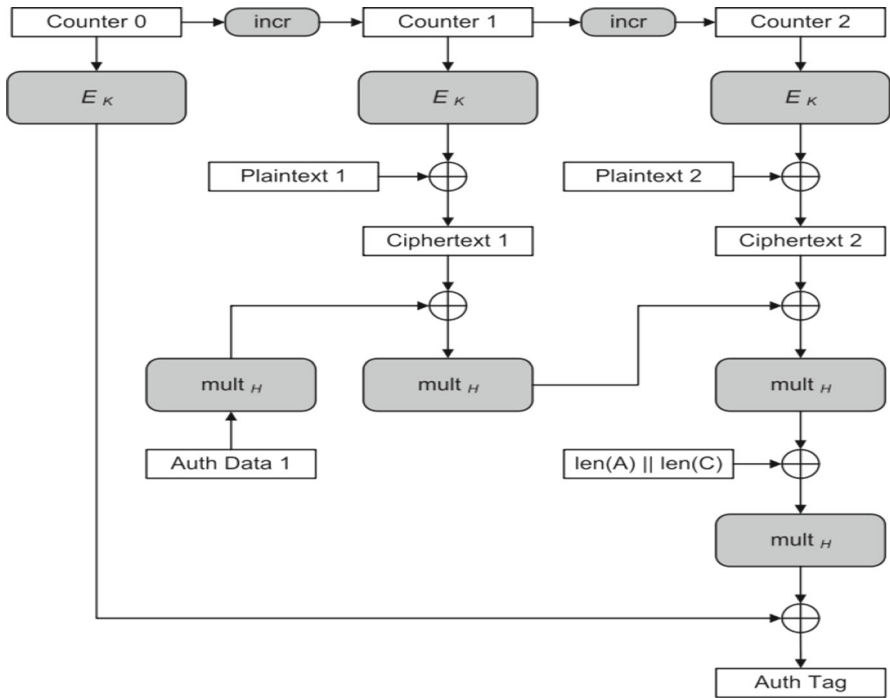 Counter 0
incr
Counter 1
incr
Counter 2
E K
E K
E K
Plaintext 1
Plaintext 2
Ciphertext 1
Ciphertext 2
mult H
mult H
mult H
Auth Data 1
len(A) || len(C)
mult H
Auth Tag